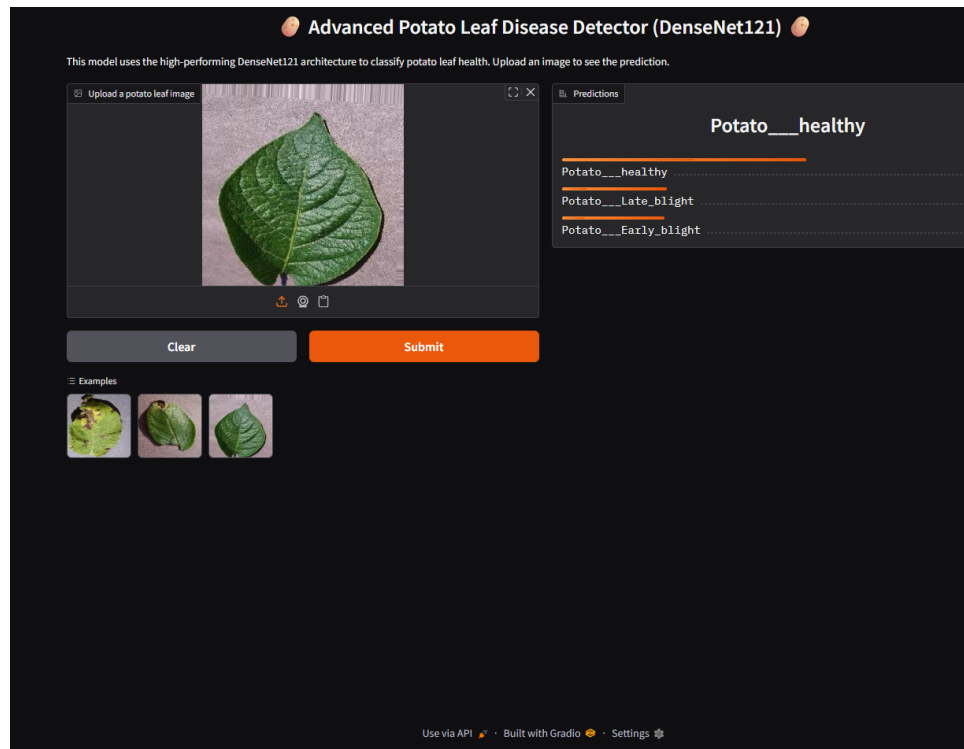 🥔 Advanced Potato Leaf Disease Detector (DenseNet121) 🥔
This model uses the high-performing DenseNet121 architecture to classify potato leaf health. Upload an image to see the prediction.
Upload a potato leaf image
Predictions
Potato___healthy
Potato___healthy
Potato___Late_blight
Potato___Early_blight
Clear
Submit
Examples
Use via API 🚀 · Built with Gradio · Settings